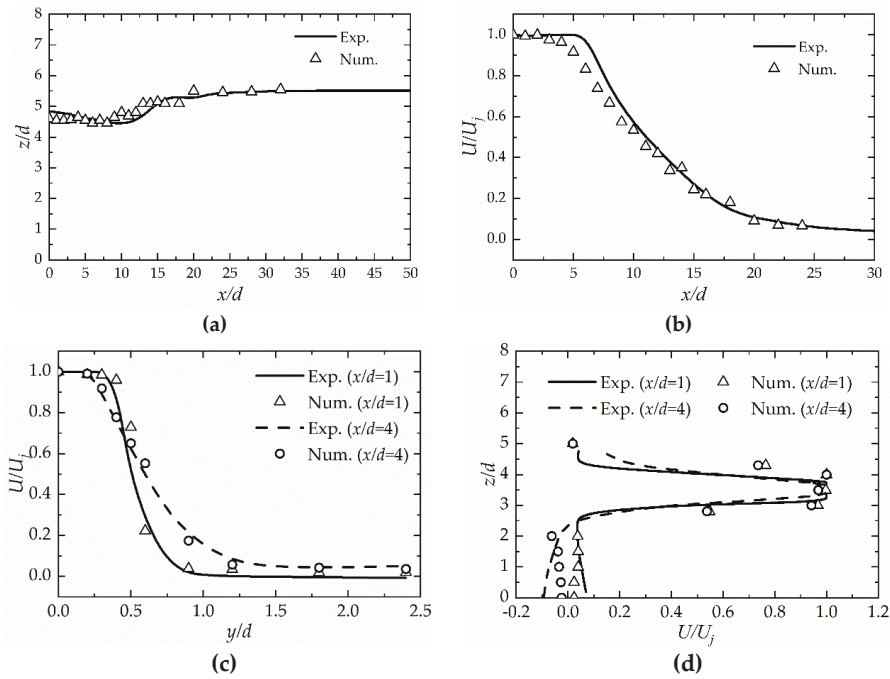 8
7
6
5
4
3
2
1
0
z/d
Exp.
Num.
0 5 10 15 20 25 30 35 40 45 50
x/d
(a)
1.0
0.8
0.6
0.4
0.2
0.0
U/Uj
Exp.
Num.
0 5 10 15 20 25 30
x/d
(b)
1.0
0.8
0.6
0.4
0.2
0.0
U/Uj
Exp. (x/d=1)
Num. (x/d=1)
Exp. (x/d=4)
Num. (x/d=4)
0.0 0.5 1.0 1.5 2.0 2.5
y/d
(c)
8
7
6
5
4
3
2
1
0
z/d
Exp. (x/d=1) Num. (x/d=1)
Exp. (x/d=4) Num. (x/d=4)
-0.2 0.0 0.2 0.4 0.6 0.8 1.0 1.2
U/Uj
(d)